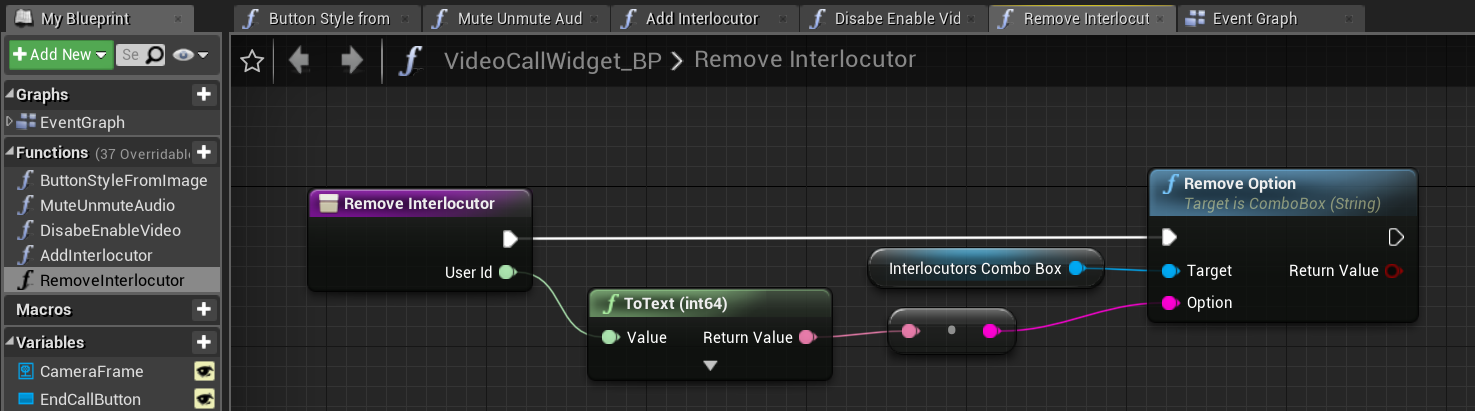 My Blueprint
Button Style from
Mute Unmute Aud
Add Interlocutor
Disabe Enable Vid
Remove Interlocut
Event Graph
Add New
Se
VideoCallWidget_BP > Remove Interlocutor
Graphs
EventGraph
Functions (37 Overridable
ButtonStyleFromImage
MuteUnmuteAudio
DisabeEnableVideo
AddInterlocutor
RemoveInterlocutor
Macros
Variables
CameraFrame
EndCallButton
Remove Interlocutor
User Id
ToText (int64)
Value
Return Value
Interlocutors Combo Box
Remove Option
Target is ComboBox (String)
Target
Return Value
Option